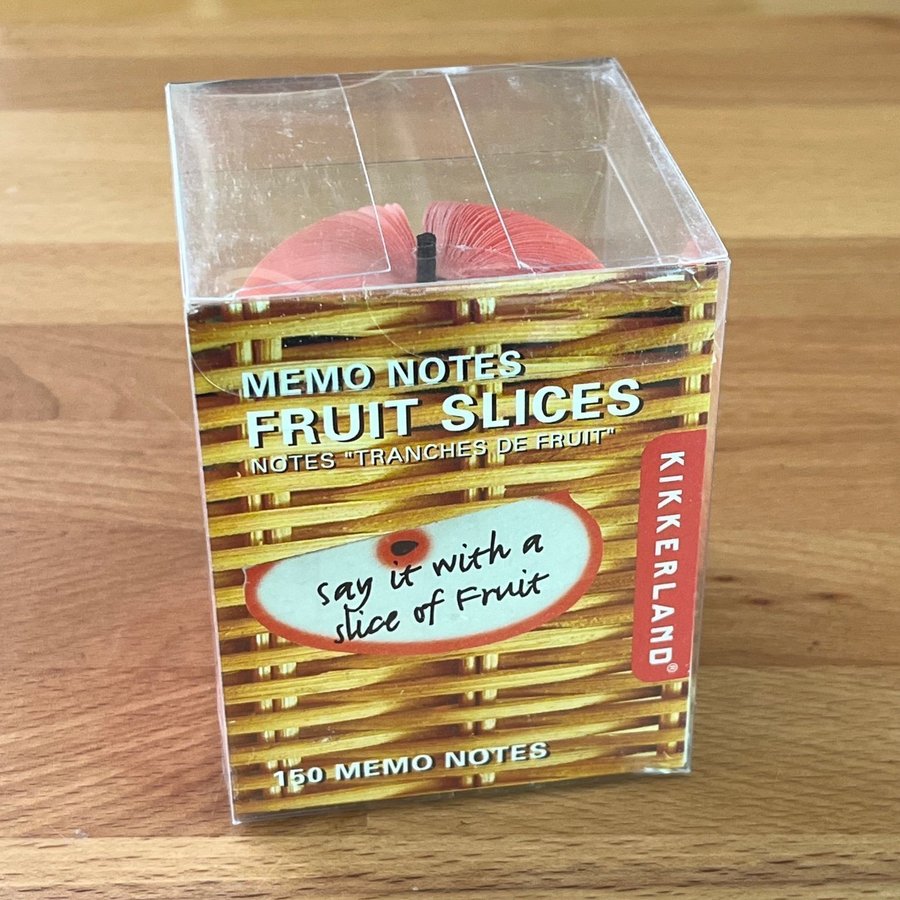 MEMO NOTES
FRUIT SLICES
NOTES "TRANCHES DE FRUIT"
KIKKERLAND®
say it with a
slice of Fruit
150 MEMO NOTES